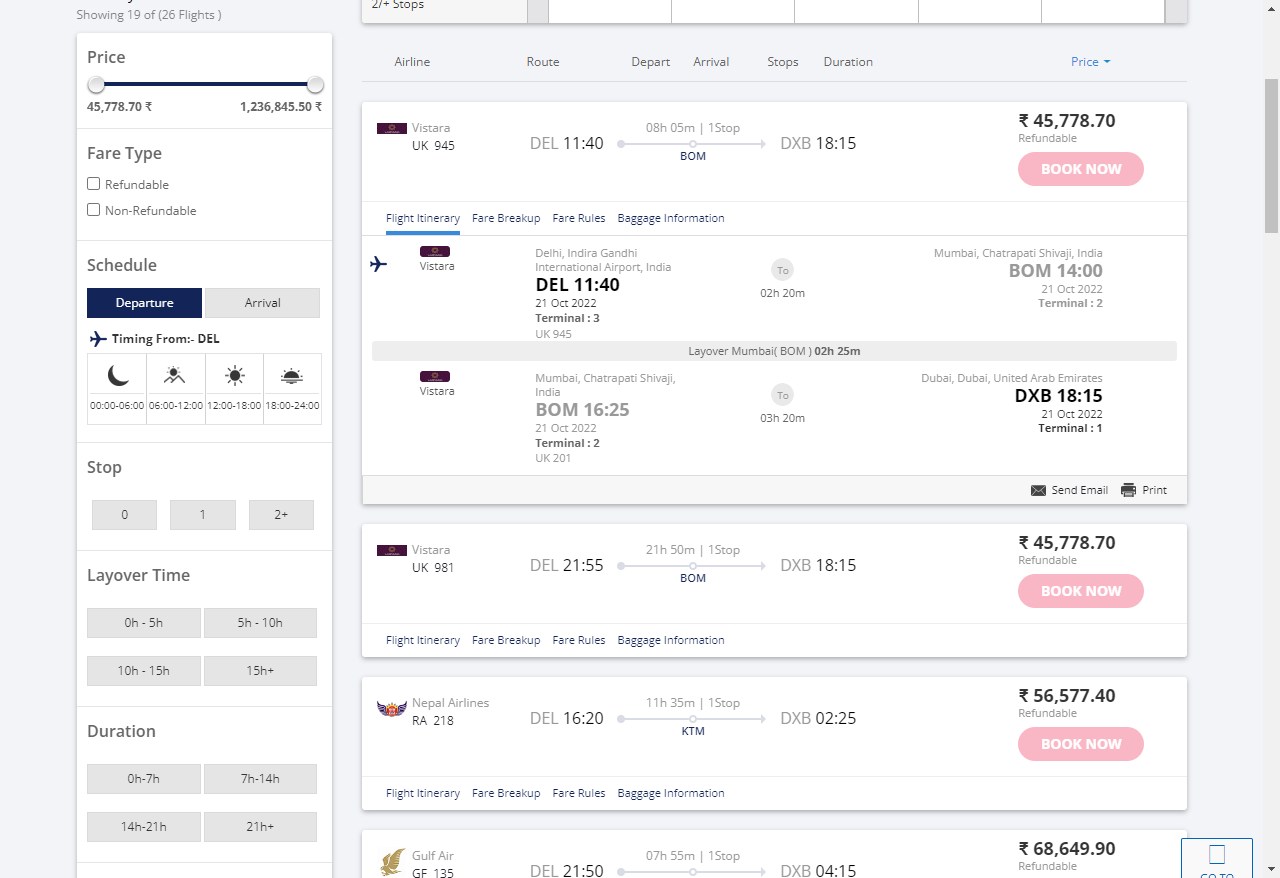 Showing 19 of (26 Flights )
Price
45,778.70 ₹ 1,236,845.50 ₹
Fare Type
Refundable
Non-Refundable
Schedule
Departure Arrival
Timing From:- DEL
00:00-06:00 06:00-12:00 12:00-18:00 18:00-24:00
Stop
0 1 2+
Layover Time
0h - 5h 5h - 10h
10h - 15h 15h+
Duration
0h-7h 7h-14h
14h-21h 21h+
2/+ Stops
Airline Route Depart Arrival Stops Duration Price
Vistara
UK 945
DEL 11:40
08h 05m | 1Stop
BOM
DXB 18:15
₹ 45,778.70
Refundable
BOOK NOW
Flight Itinerary Fare Breakup Fare Rules Baggage Information
Vistara
Delhi, Indira Gandhi
International Airport, India
DEL 11:40
21 Oct 2022
Terminal : 3
UK 945
To
02h 20m
Mumbai, Chatrapati Shivaji, India
BOM 14:00
21 Oct 2022
Terminal : 2
Layover Mumbai( BOM ) 02h 25m
Vistara
Mumbai, Chatrapati Shivaji,
India
BOM 16:25
21 Oct 2022
Terminal : 2
UK 201
To
03h 20m
Dubai, Dubai, United Arab Emirates
DXB 18:15
21 Oct 2022
Terminal : 1
Send Email Print
Vistara
UK 981
DEL 21:55
21h 50m | 1Stop
BOM
DXB 18:15
₹ 45,778.70
Refundable
BOOK NOW
Flight Itinerary Fare Breakup Fare Rules Baggage Information
Nepal Airlines
RA 218
DEL 16:20
11h 35m | 1Stop
KTM
DXB 02:25
₹ 56,577.40
Refundable
BOOK NOW
Flight Itinerary Fare Breakup Fare Rules Baggage Information
Gulf Air
GF 135
DEL 21:50
07h 55m | 1Stop
DXB 04:15
₹ 68,649.90
Refundable
GO TO